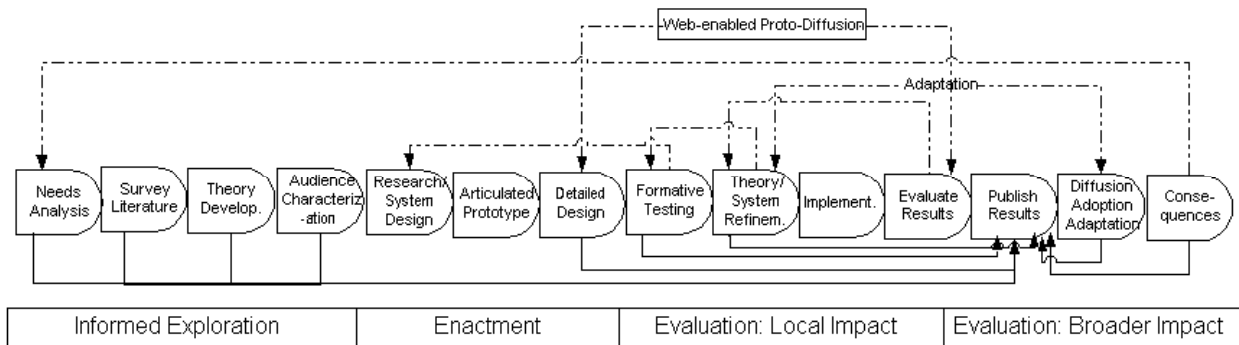 Web-enabled Proto-Diffusion
Adaptation
Needs
Analysis
Survey
Literature
Theory
Develop.
Audience
Characteriz
-ation
Research/
System
Design
Articulated
Prototype
Detailed
Design
Formative
Testing
Theory/
System
Refinem.
Implement.
Evaluate
Results
Publish
Results
Diffusion
Adoption
Adaptation
Conse-
quences
Informed Exploration
Enactment
Evaluation: Local Impact
Evaluation: Broader Impact